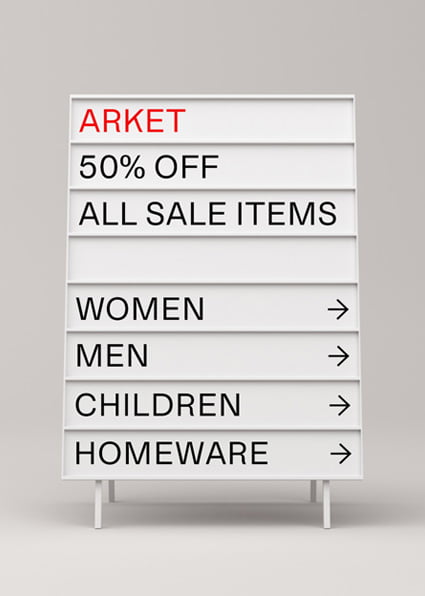 ARKET
50% OFF
ALL SALE ITEMS
WOMEN →
MEN →
CHILDREN →
HOMEWARE →